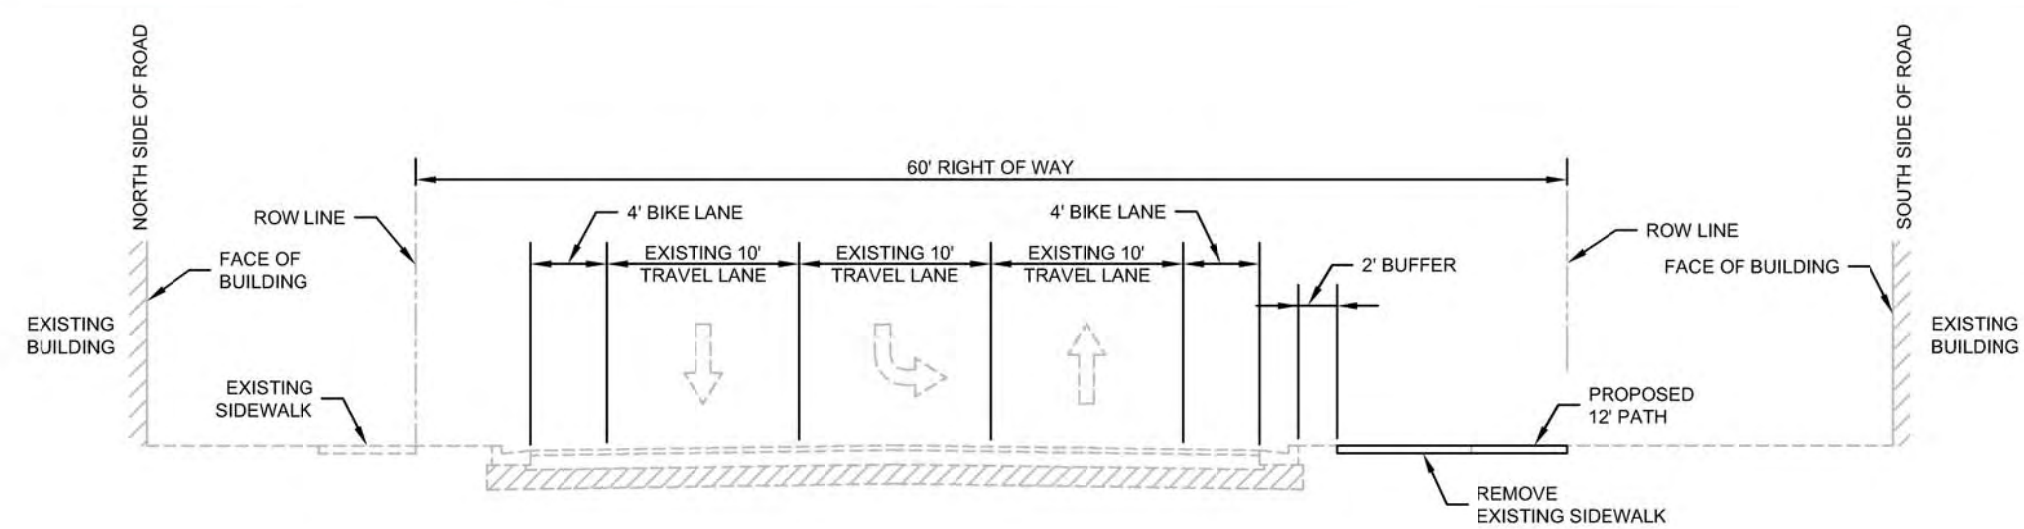 NORTH SIDE OF ROAD
SOUTH SIDE OF ROAD
60' RIGHT OF WAY
ROW LINE
4' BIKE LANE
4' BIKE LANE
ROW LINE
FACE OF
BUILDING
EXISTING 10'
TRAVEL LANE
EXISTING 10'
TRAVEL LANE
EXISTING 10'
TRAVEL LANE
2' BUFFER
FACE OF BUILDING
EXISTING
BUILDING
EXISTING
BUILDING
EXISTING
SIDEWALK
PROPOSED
12' PATH
REMOVE
EXISTING SIDEWALK